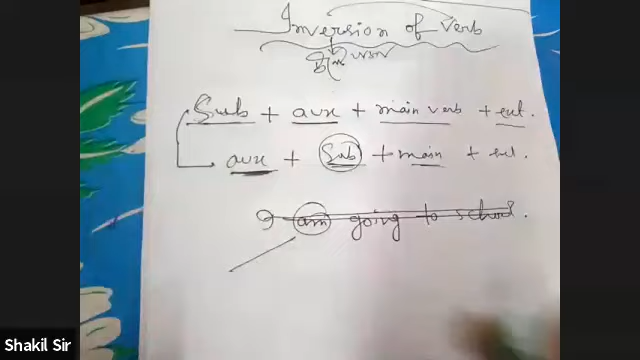 Inversion of verb
Sub + aux + main verb + ext.
aux + Sub + main + ext.
I am going to school.
Shakil Sir